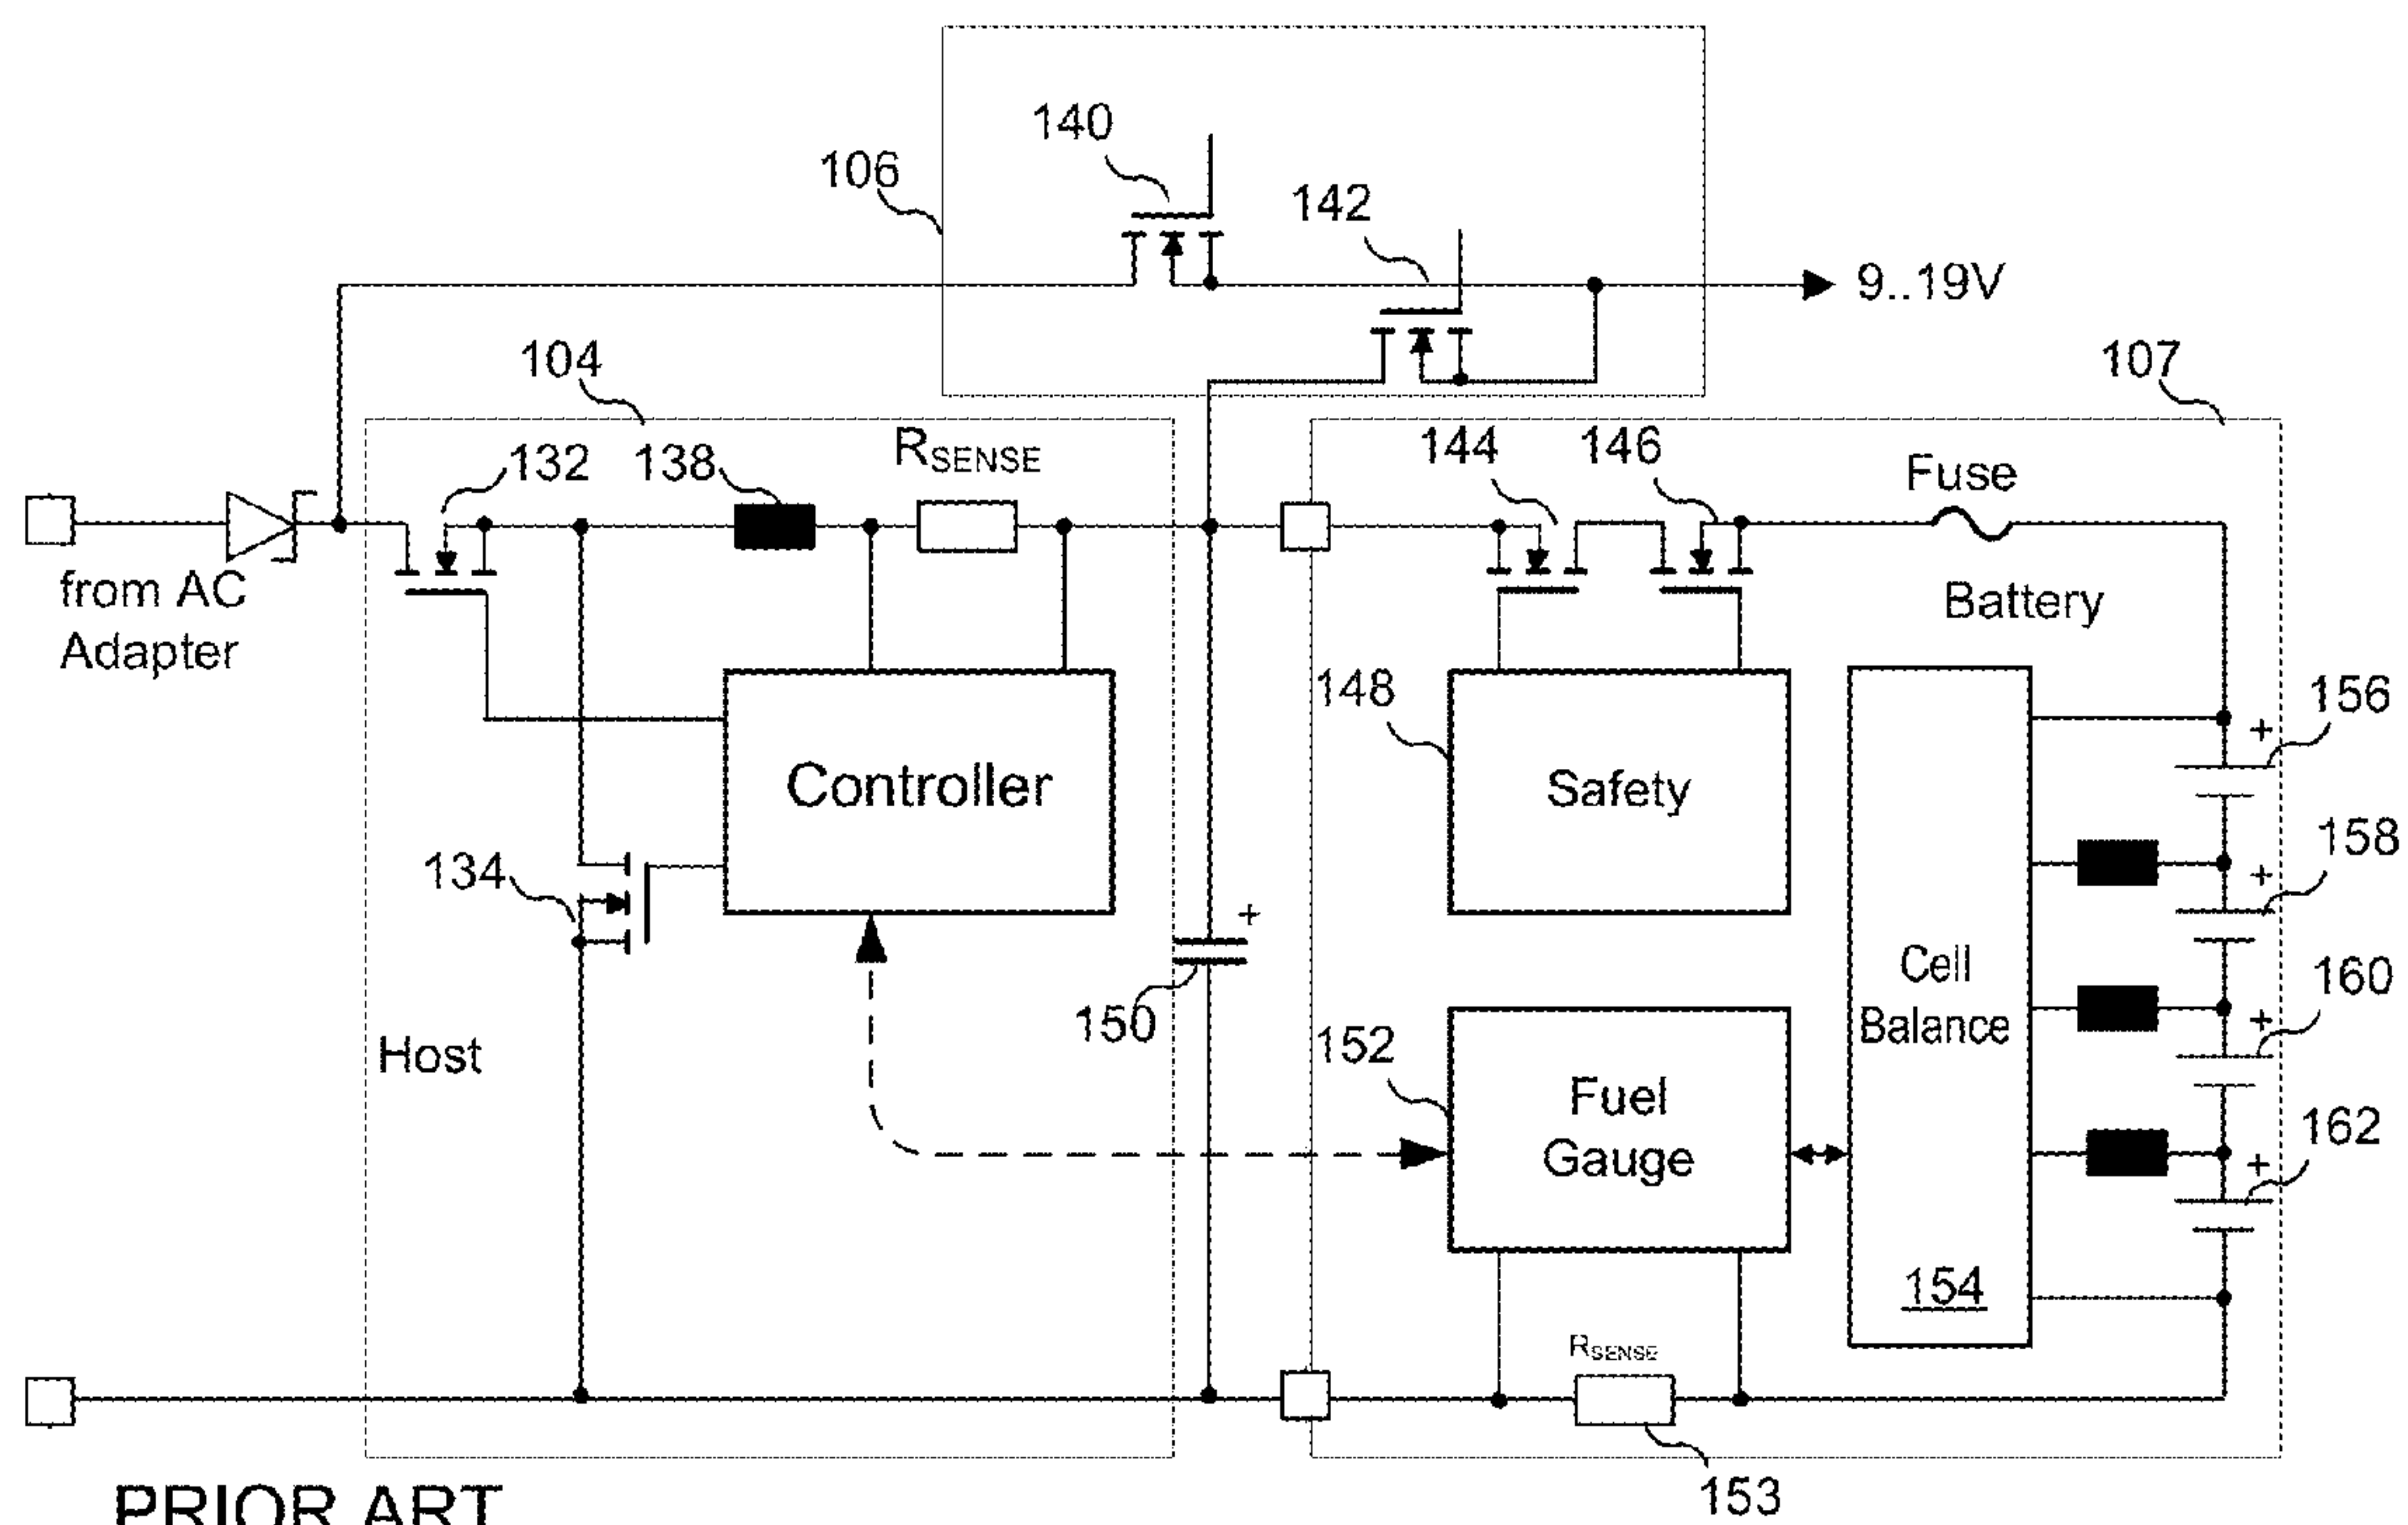 140
106
142
9..19V
104
107
132
138
RSENSE
144
146
Fuse
from AC
Adapter
Battery
148
156
Controller
Safety
134
158
+
+
+
150
Cell
Balance
160
+
Host
152
Fuel
Gauge
162
+
154
RSENSE
153
PRIOR ART